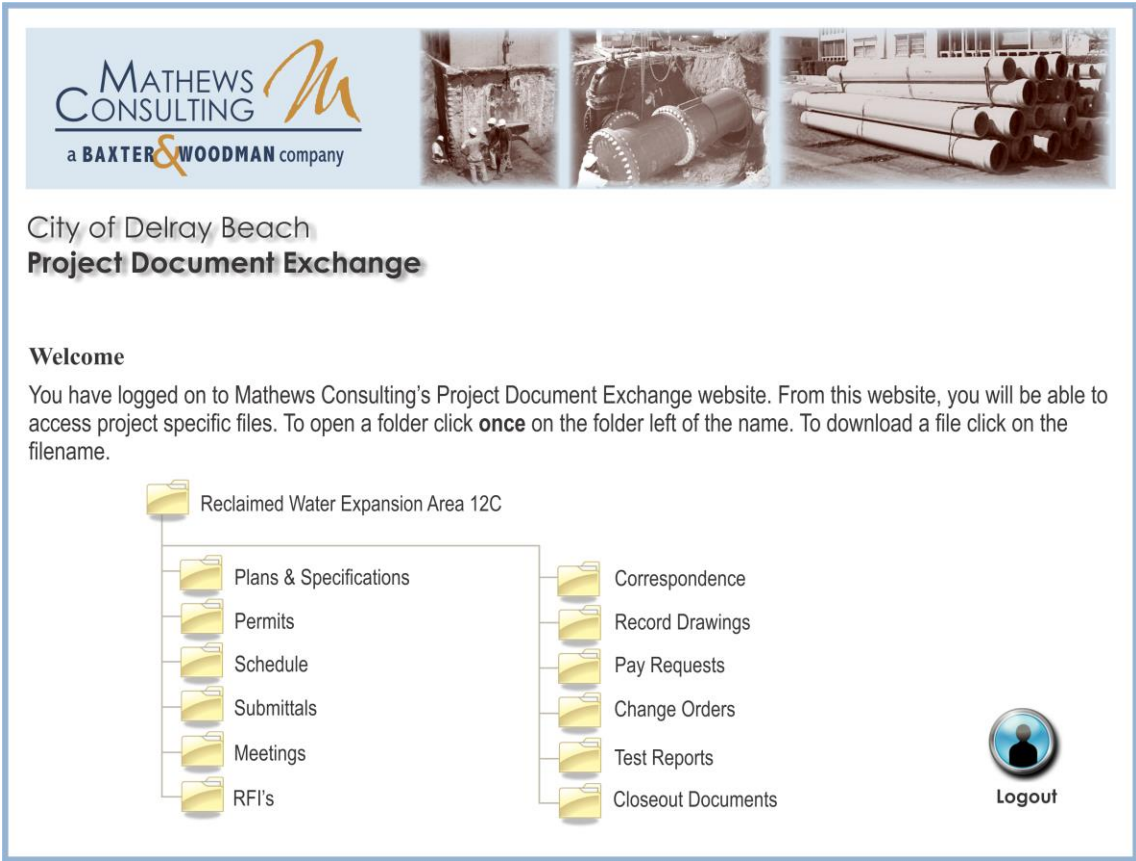 MATHEWS
CONSULTING
a BAXTER & WOODMAN company
City of Delray Beach
Project Document Exchange
Welcome
You have logged on to Mathews Consulting's Project Document Exchange website. From this website, you will be able to
access project specific files. To open a folder click once on the folder left of the name. To download a file click on the
filename.
Reclaimed Water Expansion Area 12C
Plans & Specifications
Permits
Schedule
Submittals
Meetings
RFI's
Correspondence
Record Drawings
Pay Requests
Change Orders
Test Reports
Closeout Documents
Logout